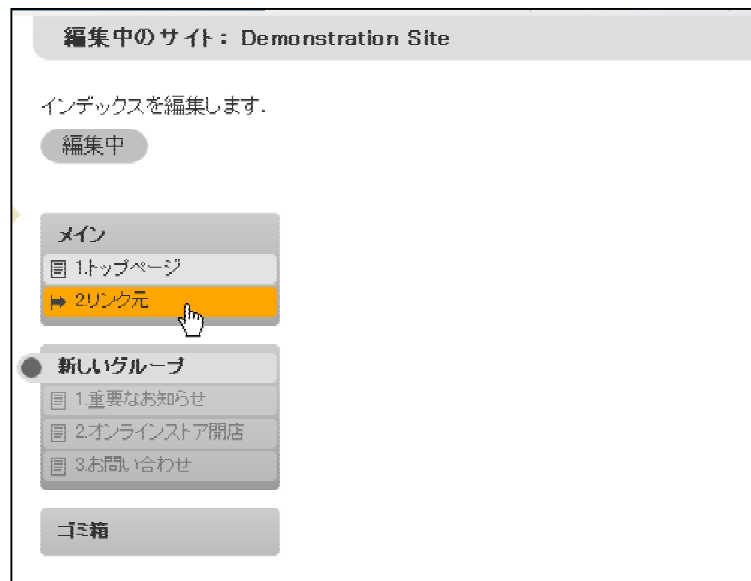 編集中のサイト： Demonstration Site
インデックスを編集します.
編集中
メイン
1.トップページ
2.リンク元
新しいグループ
1.重要なお知らせ
2.オンラインストア開店
3.お問い合わせ
ゴミ箱